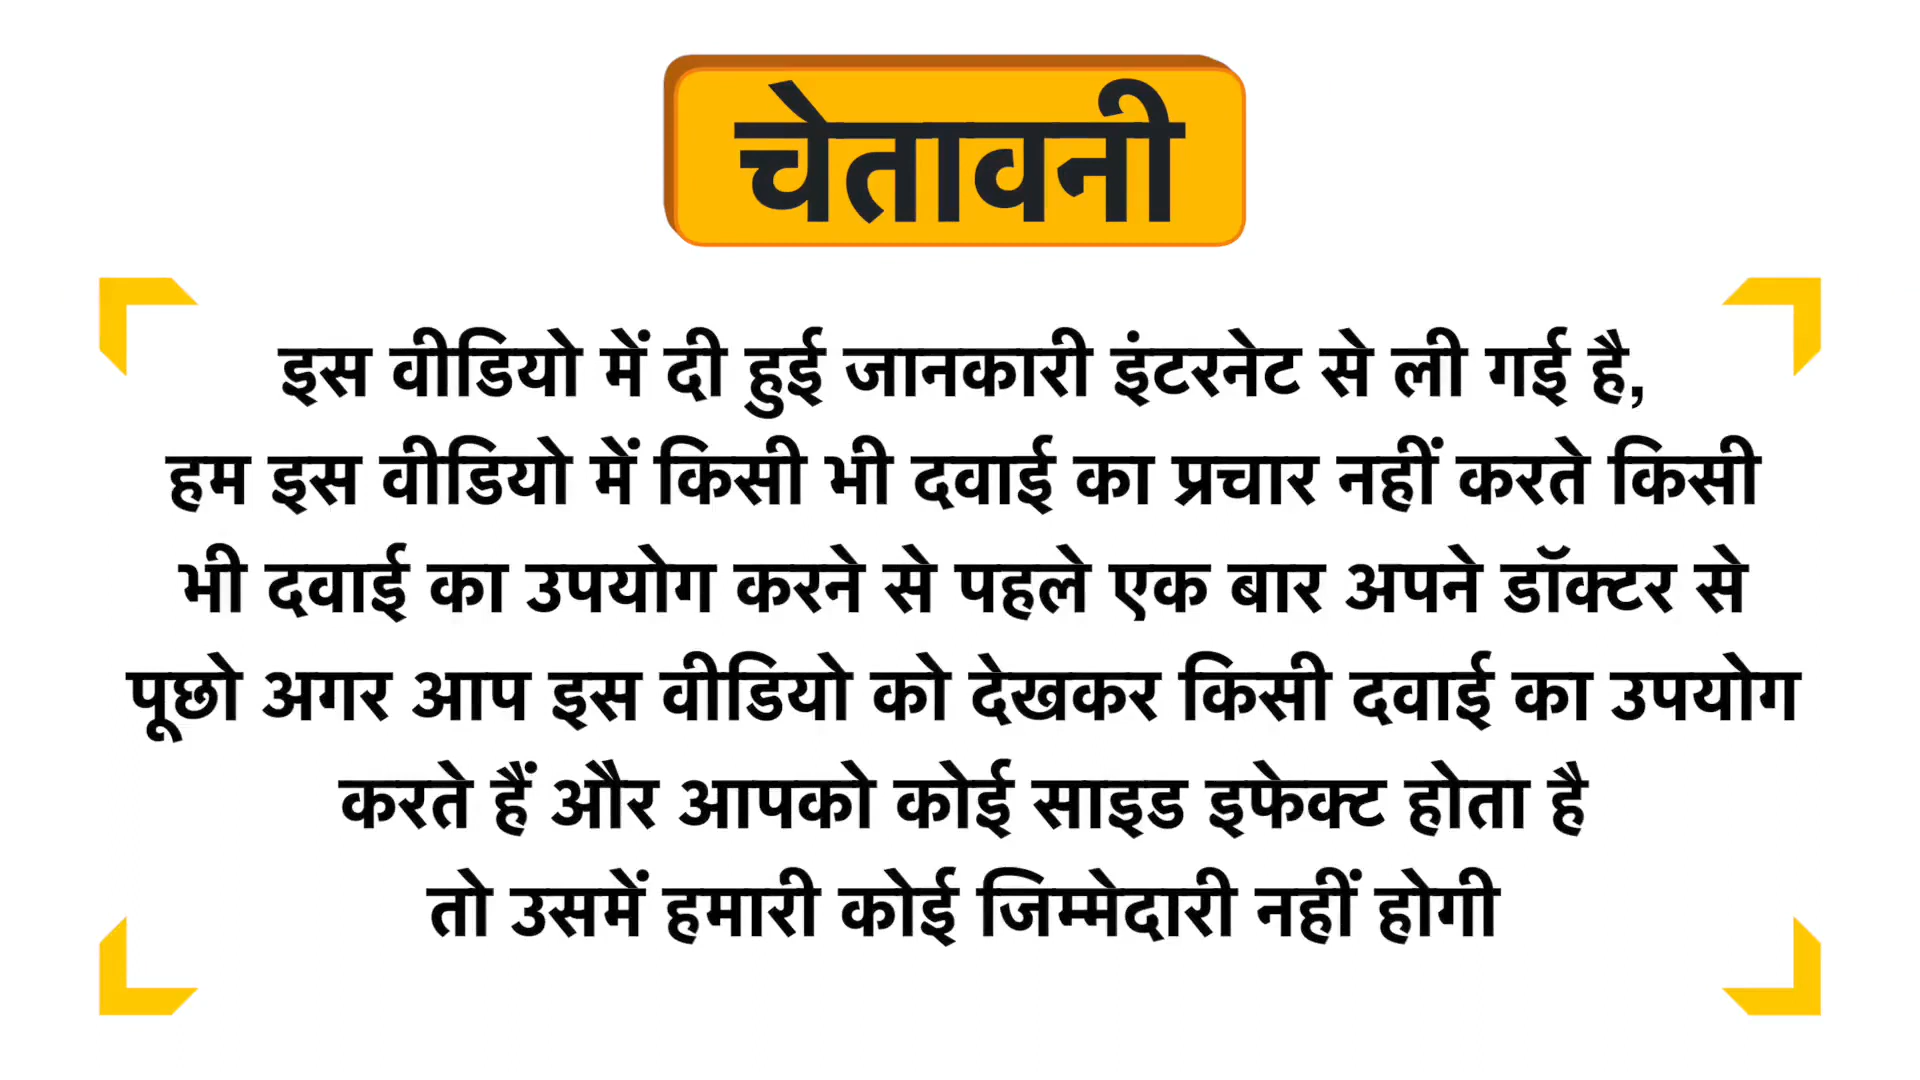 चेतावनी
इस वीडियो में दी हुई जानकारी इंटरनेट से ली गई है,
हम इस वीडियो में किसी भी दवाई का प्रचार नहीं करते किसी
भी दवाई का उपयोग करने से पहले एक बार अपने डॉक्टर से
पूछो अगर आप इस वीडियो को देखकर किसी दवाई का उपयोग
करते हैं और आपको कोई साइड इफेक्ट होता है
तो उसमें हमारी कोई जिम्मेदारी नहीं होगी